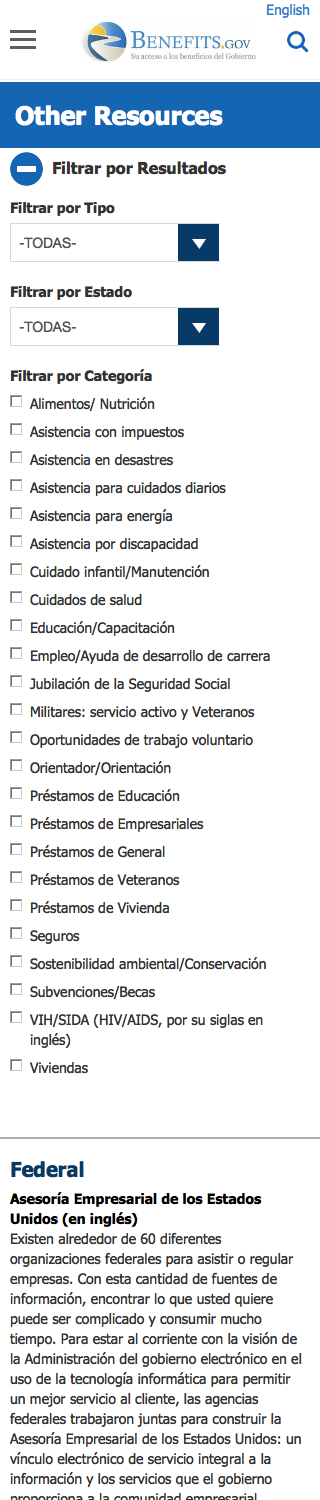 English
BENEFITS.GOV
Su acceso a los beneficios del Gobierno
Other Resources
Filtrar por Resultados
Filtrar por Tipo
-TODAS-
Filtrar por Estado
-TODAS-
Filtrar por Categoría
Alimentos/ Nutrición
Asistencia con impuestos
Asistencia en desastres
Asistencia para cuidados diarios
Asistencia para energía
Asistencia por discapacidad
Cuidado infantil/Manutención
Cuidados de salud
Educación/Capacitación
Empleo/Ayuda de desarrollo de carrera
Jubilación de la Seguridad Social
Militares: servicio activo y Veteranos
Oportunidades de trabajo voluntario
Orientador/Orientación
Préstamos de Educación
Préstamos de Empresariales
Préstamos de General
Préstamos de Veteranos
Préstamos de Vivienda
Seguros
Sostenibilidad ambiental/Conservación
Subvenciones/Becas
VIH/SIDA (HIV/AIDS, por su siglas en
inglés)
Viviendas
Federal
Asesoría Empresarial de los Estados
Unidos (en inglés)
Existen alrededor de 60 diferentes
organizaciones federales para asistir o regular
empresas. Con esta cantidad de fuentes de
información, encontrar lo que usted quiere
puede ser complicado y consumir mucho
tiempo. Para estar al corriente con la visión de
la Administración del gobierno electrónico en el
uso de la tecnología informática para permitir
un mejor servicio al cliente, las agencias
federales trabajaron juntas para construir la
Asesoría Empresarial de los Estados Unidos: un
vínculo electrónico de servicio integral a la
información y los servicios que el gobierno
proporciona a la comunidad empresarial